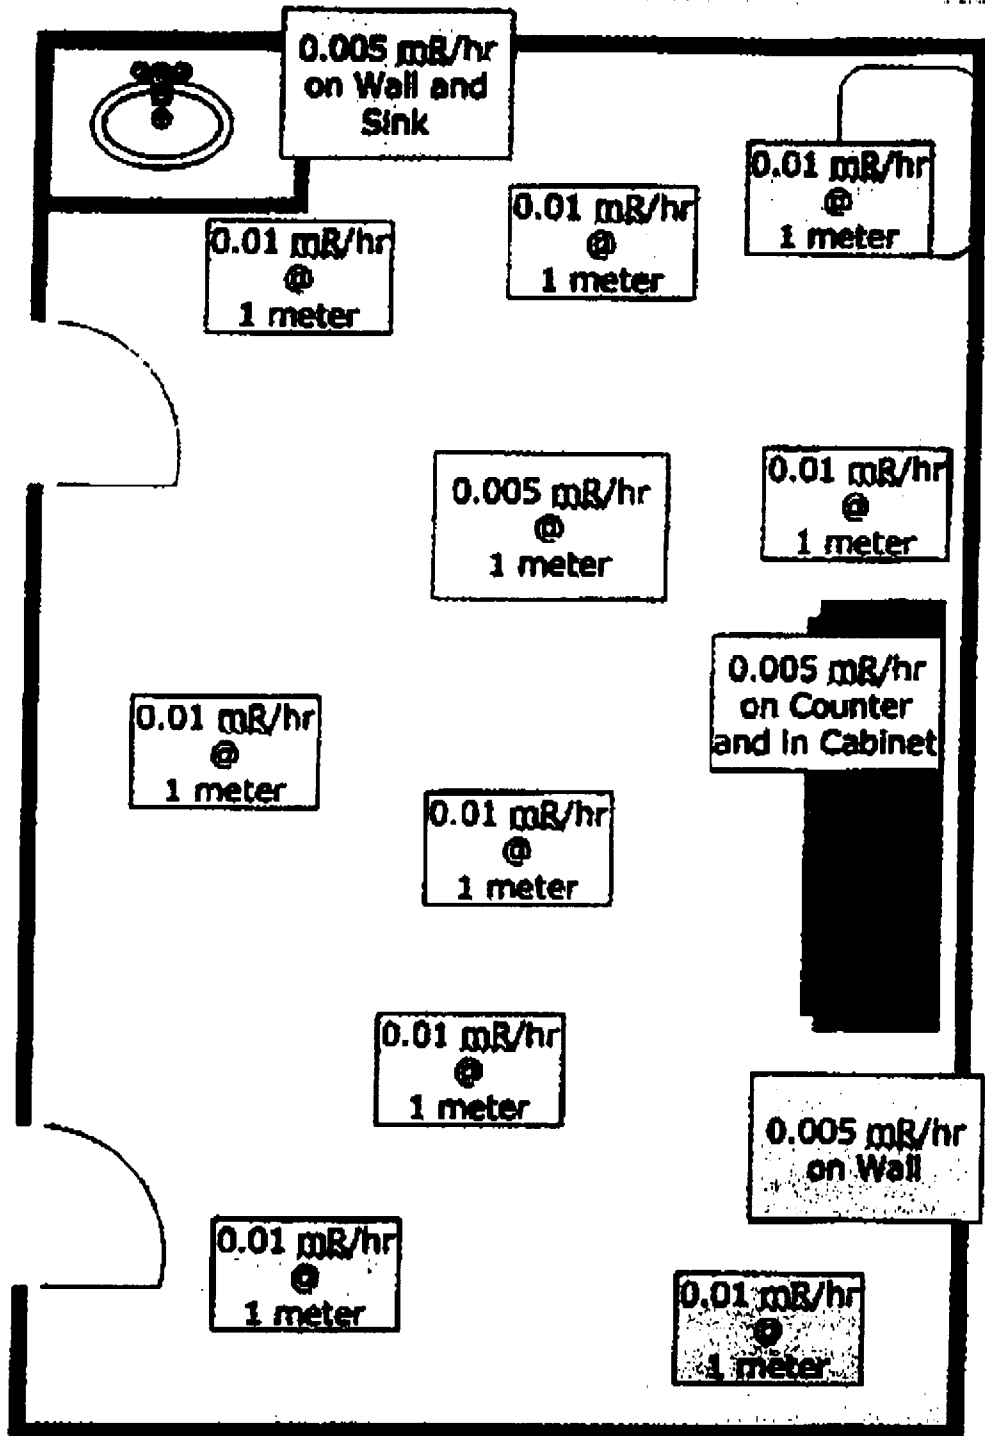 0.005 mR/hr
on Wall and
Sink
0.01 mR/hr
@
1 meter
0.01 mR/hr
@
1 meter
0.01 mR/hr
@
1 meter
0.005 mR/hr
@
1 meter
0.01 mR/hr
@
1 meter
0.005 mR/hr
on Counter
and in Cabinet
0.01 mR/hr
@
1 meter
0.01 mR/hr
@
1 meter
0.01 mR/hr
@
1 meter
0.005 mR/hr
on Wall
0.01 mR/hr
@
1 meter
0.01 mR/hr
@
1 meter